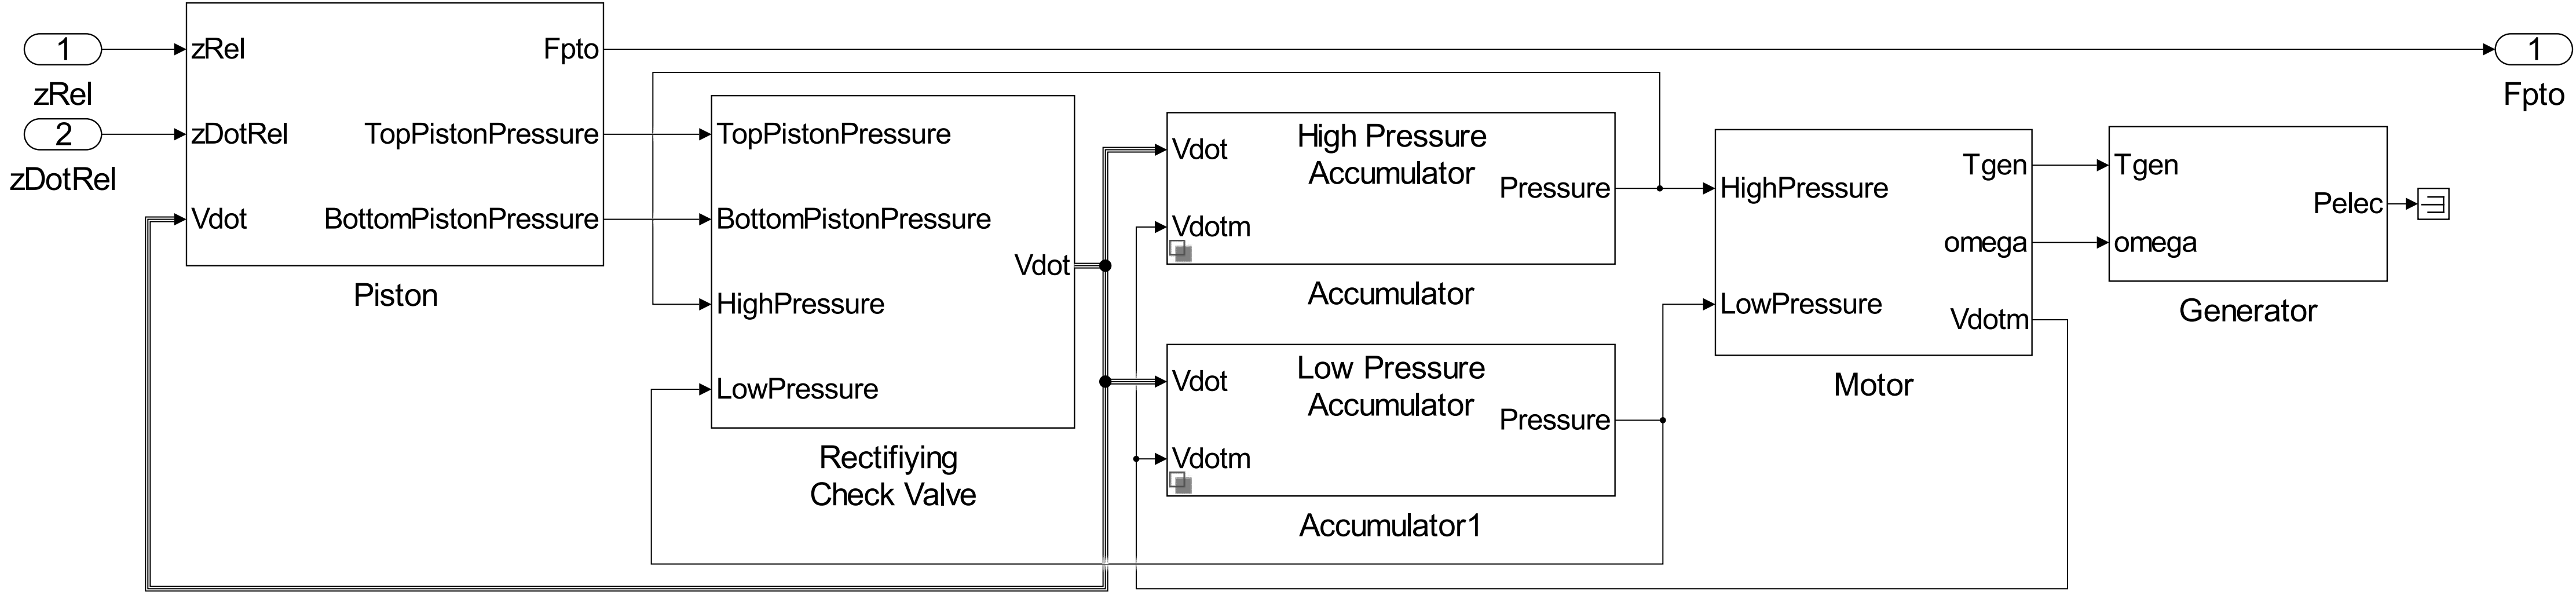 1
zRel
2
zDotRel
zRel
zDotRel
Vdot
Fpto
TopPistonPressure
BottomPistonPressure
Piston
TopPistonPressure
BottomPistonPressure
HighPressure
LowPressure
Vdot
Rectifiying
Check Valve
Vdot
Vdotm
High Pressure
Accumulator
Pressure
Accumulator
Vdot
Vdotm
Low Pressure
Accumulator
Pressure
Accumulator1
HighPressure
LowPressure
Tgen
omega
Vdotm
Motor
Tgen
omega
Pelec
Generator
1
Fpto